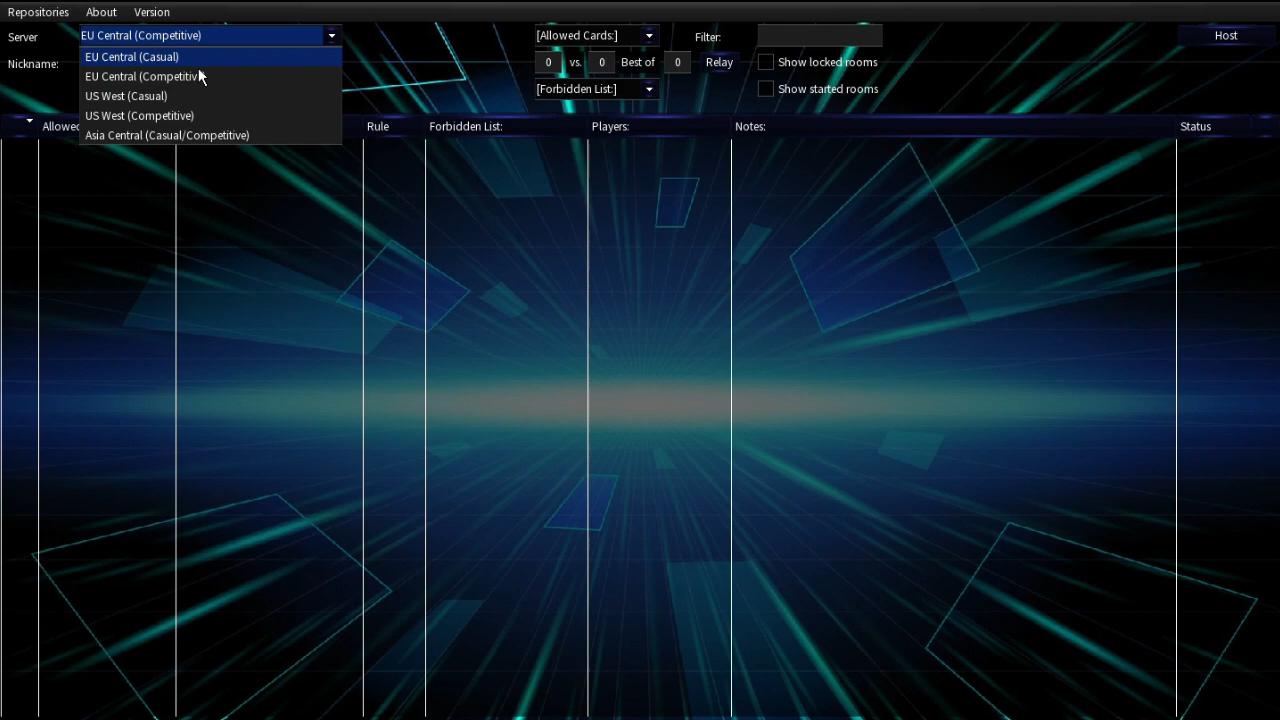 Repositories About Version
Server EU Central (Competitive) [Allowed Cards:] Filter: Host
EU Central (Casual)
Nickname: 0 vs. 0 Best of 0 Relay Show locked rooms
EU Central (Competitive
US West (Casual) [Forbidden List:] Show started rooms
US West (Competitive)
Allowed Rule Forbidden List: Players: Notes: Status
Asia Central (Casual/Competitive)